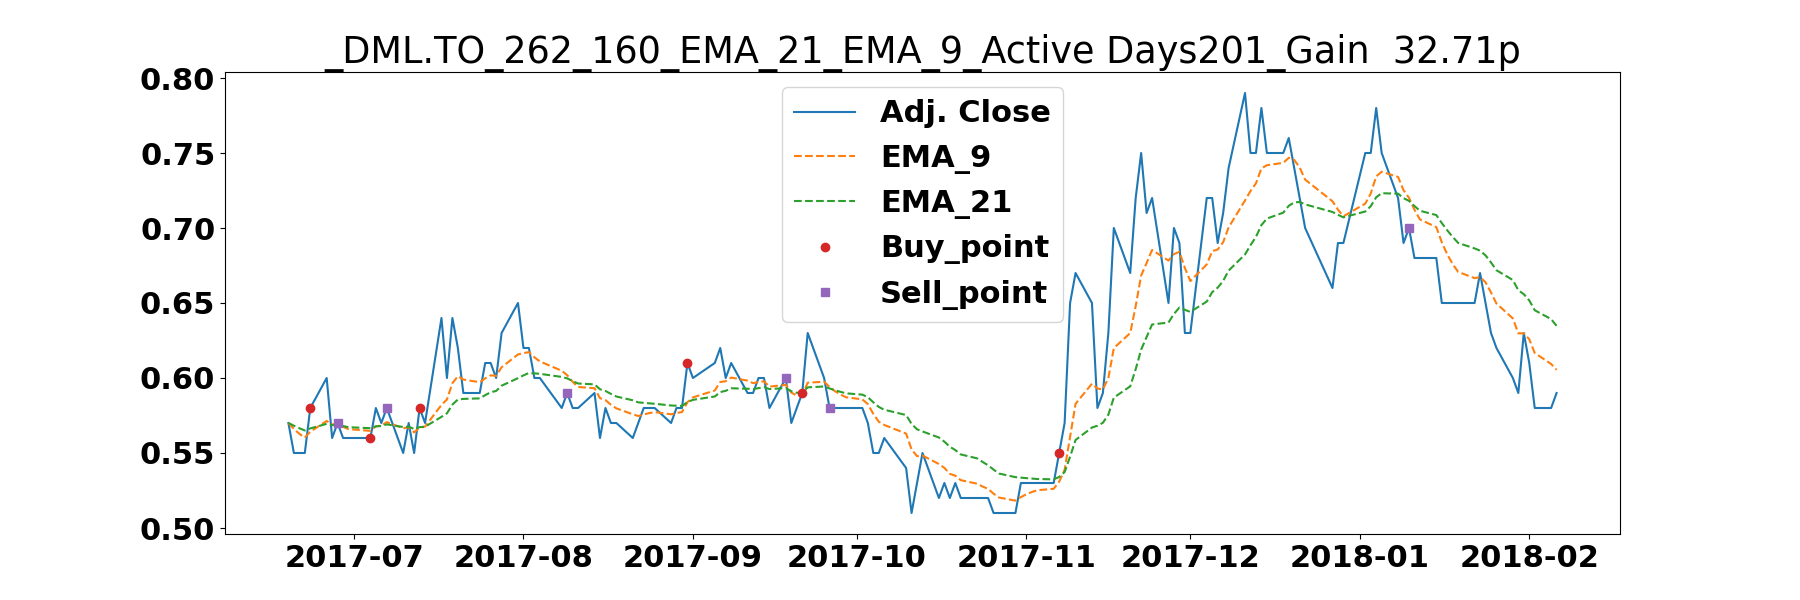 _DML.TO_262_160_EMA_21_EMA_9_Active Days201_Gain  32.71p
0.80
0.75
0.70
0.65
0.60
0.55
0.50
Adj. Close
EMA_9
EMA_21
Buy_point
Sell_point
2017-07 2017-08 2017-09 2017-10 2017-11 2017-12 2018-01 2018-02